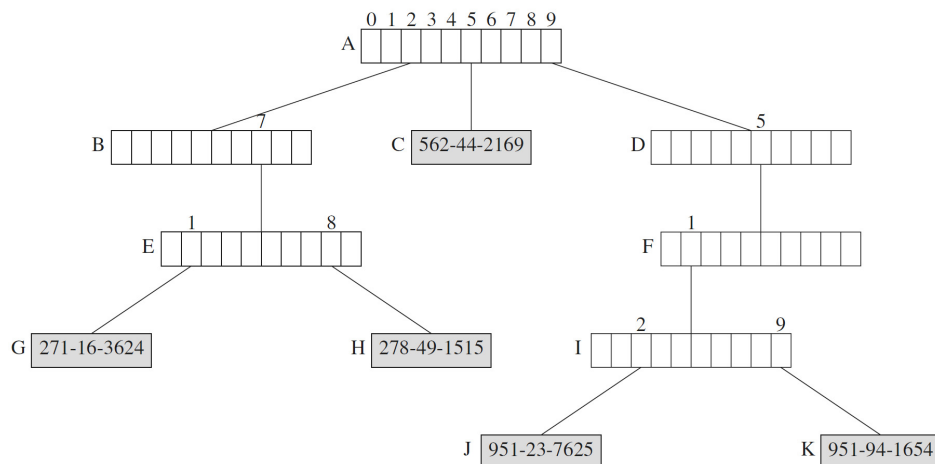 0 1 2 3 4 5 6 7 8 9
A
7 5
B C 562-44-2169 D
1 8 1
E F
2 9
G 271-16-3624 H 278-49-1515 I
J 951-23-7625 K 951-94-1654